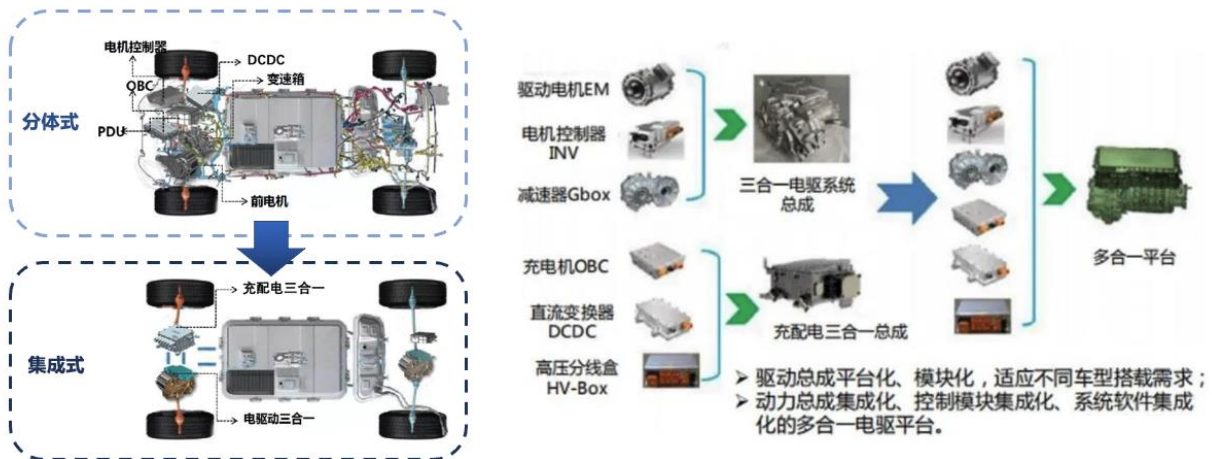 分体式
电机控制器
OBC
PDU
DCDC
变速箱
前电机
集成式
充配电三合一
电驱动三合一
驱动电机EM
电机控制器
INV
减速器Gbox
三合一电驱系统
总成
充电机OBC
直流变换器
DCDC
高压分线盒
HV-Box
充配电三合一总成
多合一平台
➢ 驱动总成平台化、模块化，适应不同车型搭载需求；
➢ 动力总成集成化、控制模块集成化、系统软件集成
化的多合一电驱平台。